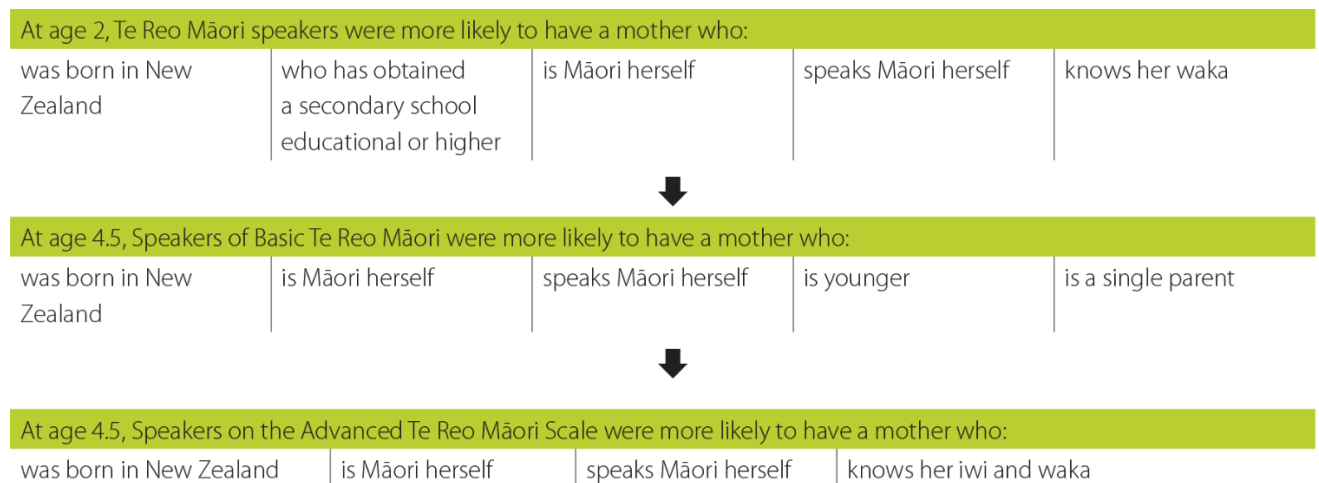 At age 2, Te Reo Māori speakers were more likely to have a mother who:
was born in New
Zealand
who has obtained
a secondary school
educational or higher
is Māori herself
speaks Māori herself
knows her waka
At age 4.5, Speakers of Basic Te Reo Māori were more likely to have a mother who:
was born in New
Zealand
is Māori herself
speaks Māori herself
is younger
is a single parent
At age 4.5, Speakers on the Advanced Te Reo Māori Scale were more likely to have a mother who:
was born in New Zealand
is Māori herself
speaks Māori herself
knows her iwi and waka